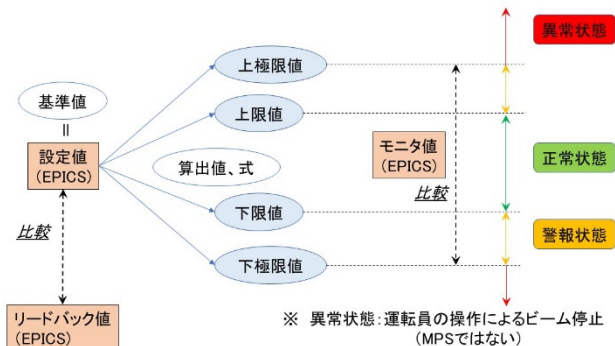 異常状態
上極限値
基準値
上限値
॥
設定値
(EPICS)
算出値、式
モニタ値
(EPICS)
比較
正常状態
比較
下限値
警報状態
下極限値
リードバック値
(EPICS)
※ 異常状態:運転員の操作によるビーム停止
(MPSではない)